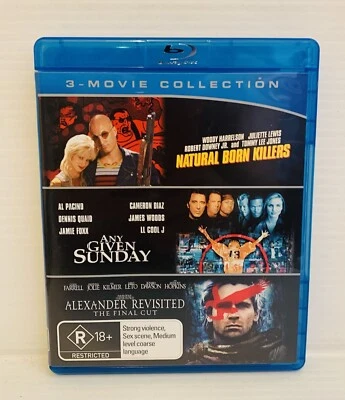 3-MOVIE COLLECTION
WOODY HARRELSON JULIETTE LEWIS
ROBERT DOWNEY JR. and TOMMY LEE JONES
NATURAL BORN KILLERS
AL PACINO CAMERON DIAZ
DENNIS QUAID JAMES WOODS
JAMIE FOXX LL COOL J
ANY
GIVEN
SUNDAY
FARRELL JOLIE KILMER LETO DAWSON HOPKINS
ALEXANDER REVISITED
THE FINAL CUT
R 18+
RESTRICTED
Strong violence,
Sex scene, Medium
level coarse
language